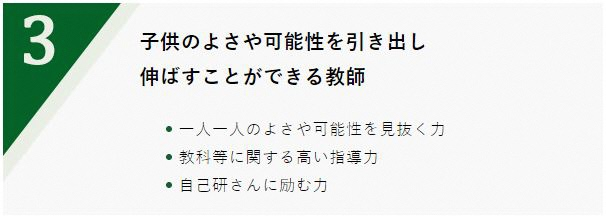 3
子供のよさや可能性を引き出し
伸ばすことができる教師
一人一人のよさや可能性を見抜く力
教科等に関する高い指導力
自己研さんに励む力